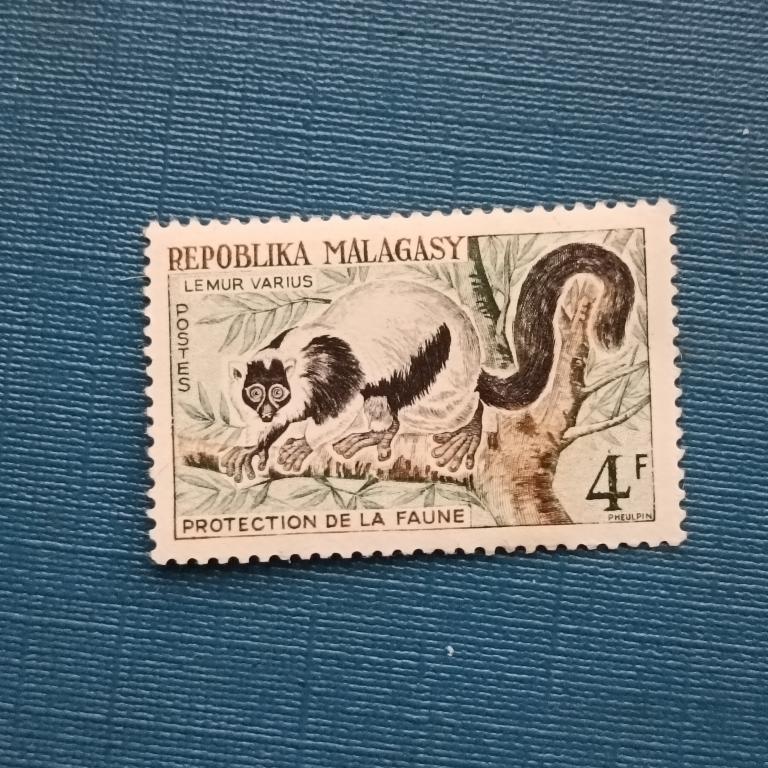 REPOBLIKA MALAGASY
LEMUR VARIUS
POSTES
4F
PHEULPIN
PROTECTION DE LA FAUNE